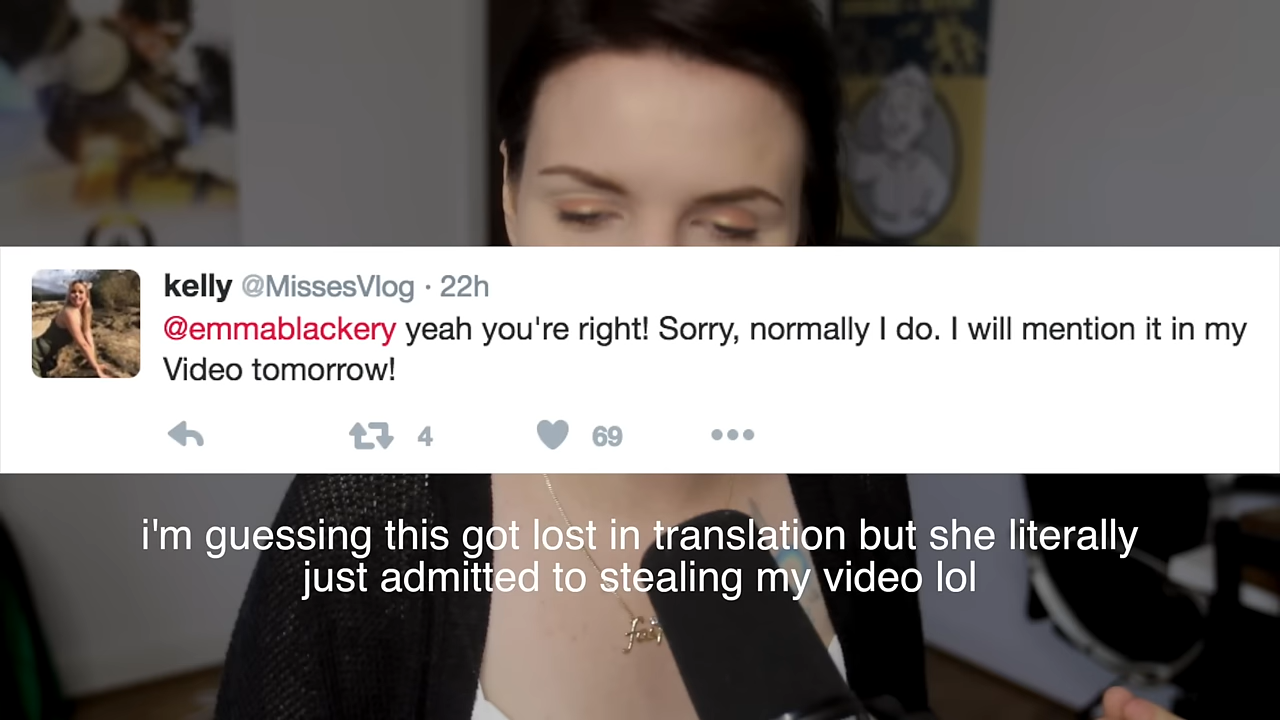 kelly @MissesVlog · 22h
@emmablackery yeah you're right! Sorry, normally I do. I will mention it in my
Video tomorrow!
4 69
i'm guessing this got lost in translation but she literally
just admitted to stealing my video lol